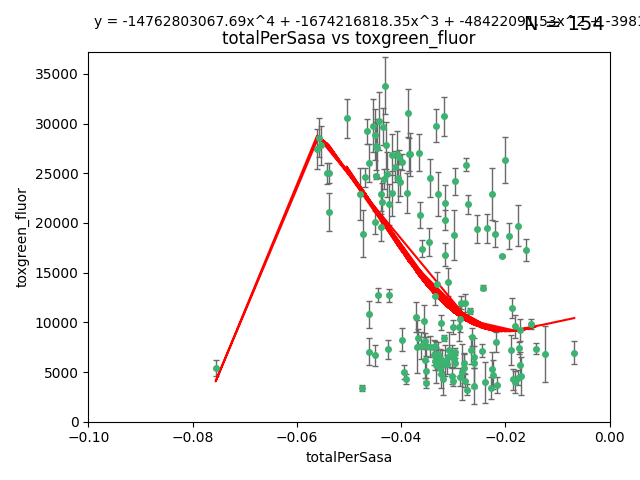 y = -14762803067.69x^4 + -1674216818.35x^3 +
N = 154
totalPerSasa vs toxgreen_fluor
35000
30000
25000
20000
15000
10000
5000
0
toxgreen_fluor
−0.10 −0.08 −0.06 −0.04 −0.02 0.00
totalPerSasa